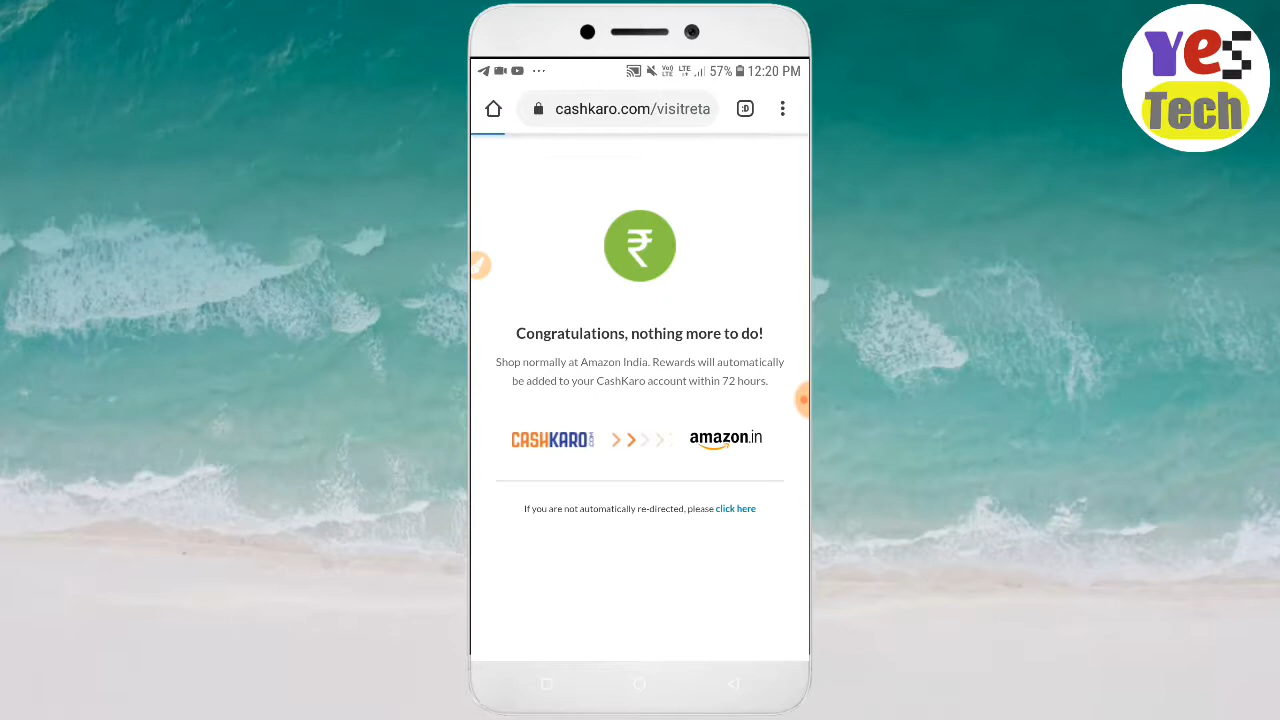 57% 12:20 PM
cashkaro.com/visitreta
:D
Congratulations, nothing more to do!
Shop normally at Amazon India. Rewards will automatically
be added to your CashKaro account within 72 hours.
CASHKARO.COM
amazon.in
If you are not automatically re-directed, please click here
Yes
Tech